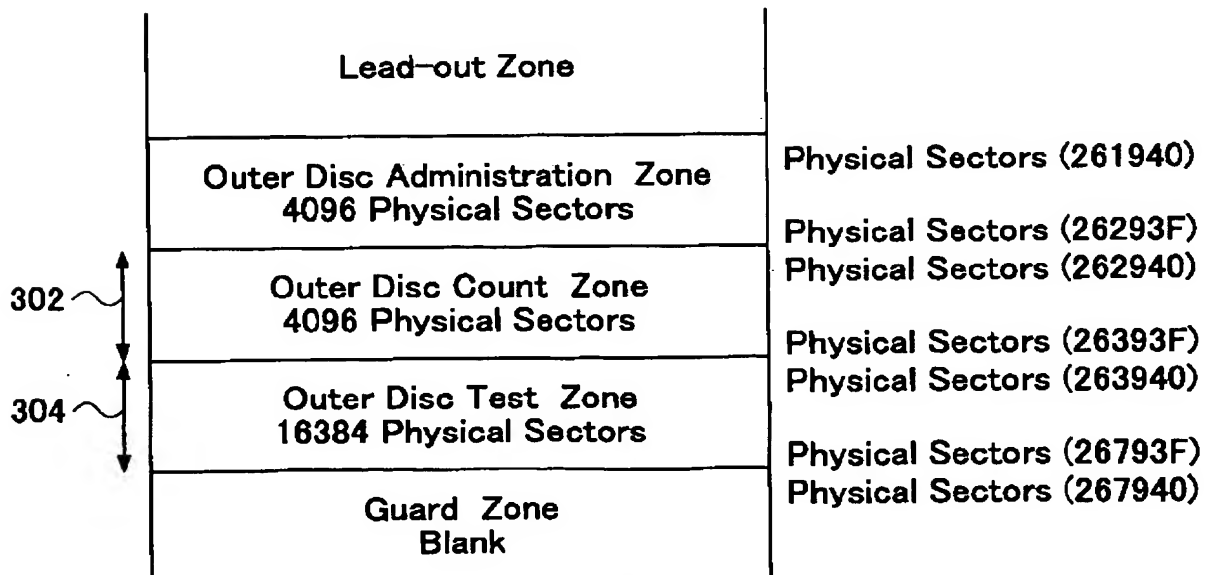 Lead-out Zone
Physical Sectors (261940)
Outer Disc Administration Zone
4096 Physical Sectors
Physical Sectors (26293F)
Physical Sectors (262940)
302
Outer Disc Count Zone
4096 Physical Sectors
Physical Sectors (26393F)
Physical Sectors (263940)
304
Outer Disc Test Zone
16384 Physical Sectors
Physical Sectors (26793F)
Physical Sectors (267940)
Guard Zone
Blank